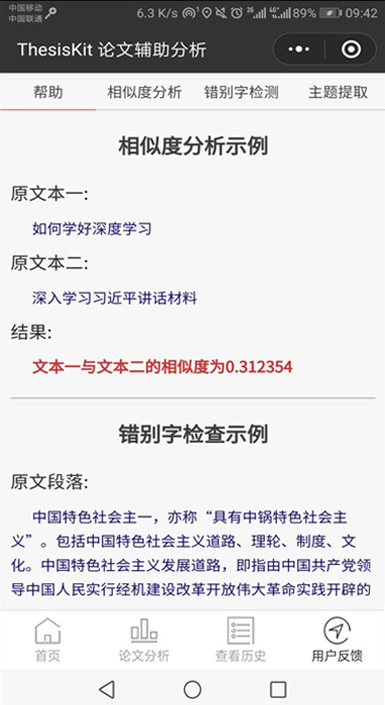 中国移动
中国联通
6.3 K/s 89% 09:42
ThesisKit 论文辅助分析
帮助 相似度分析 错别字检测 主题提取
相似度分析示例
原文本一:
如何学好深度学习
原文本二:
深入学习习近平讲话材料
结果:
文本一与文本二的相似度为0.312354
错别字检查示例
原文段落:
中国特色社会主一，亦称“具有中锅特色社会主
义”。包括中国特色社会主义道路、理轮、制度、文
化。中国特色社会主义发展道路，即指由中国共产党领
导中国人民实行经机建设改革开放伟大革命实践开辟的
首页 论文分析 查看历史 用户反馈